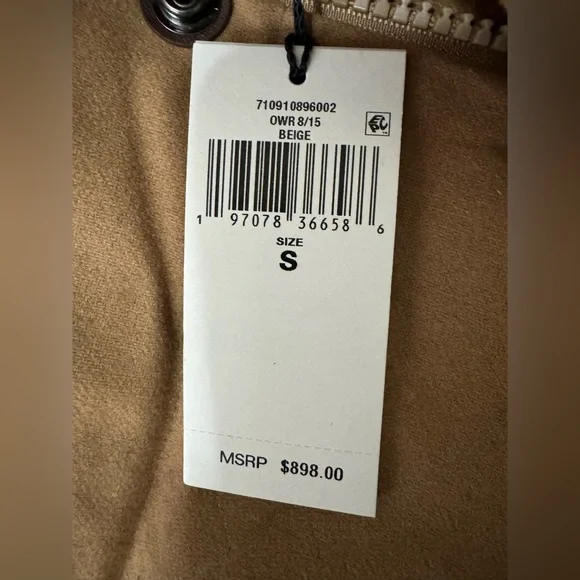 710910896002
OWR 8/15
BEIGE
1 97078 36658 6
SIZE
S
MSRP $898.00